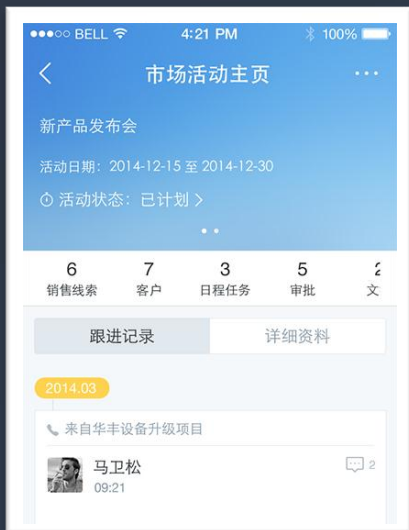 BELL 4:21 PM 100%
市场活动主页
新产品发布会
活动日期：2014-12-15 至 2014-12-30
活动状态：已计划
6 7 3 5
销售线索 客户 日程任务 审批 文
跟进记录 详细资料
2014.03
来自华丰设备升级项目
马卫松 2
09:21